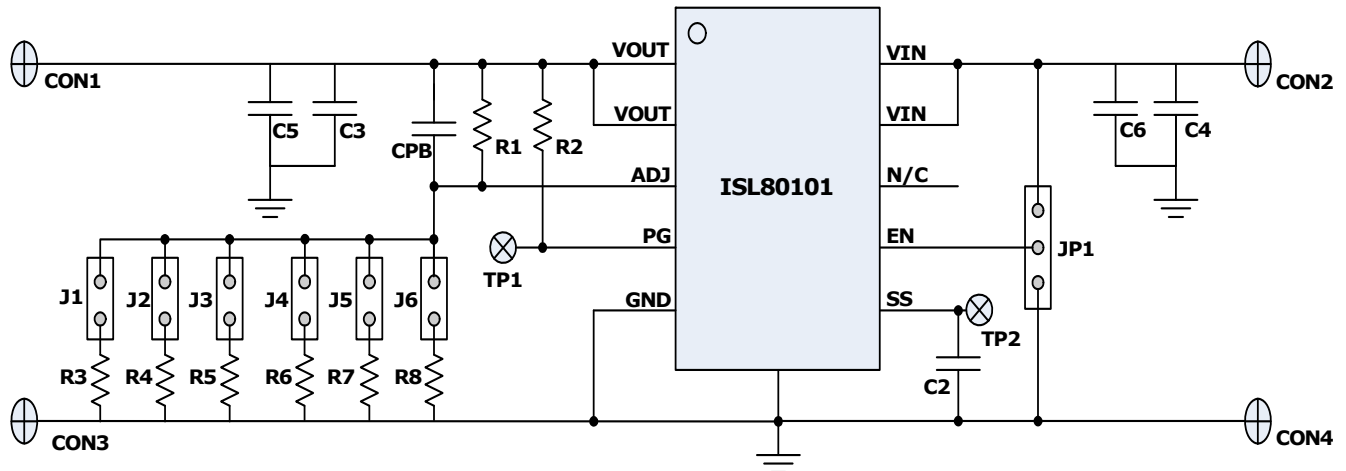 VOUT
VIN
CON1
CON2
C5
C3
CPB
R1
R2
VOUT
VIN
C6
C4
ADJ
ISL80101
N/C
TP1
PG
EN
JP1
J1
J2
J3
J4
J5
J6
GND
SS
TP2
R3
R4
R5
R6
R7
R8
C2
CON3
CON4